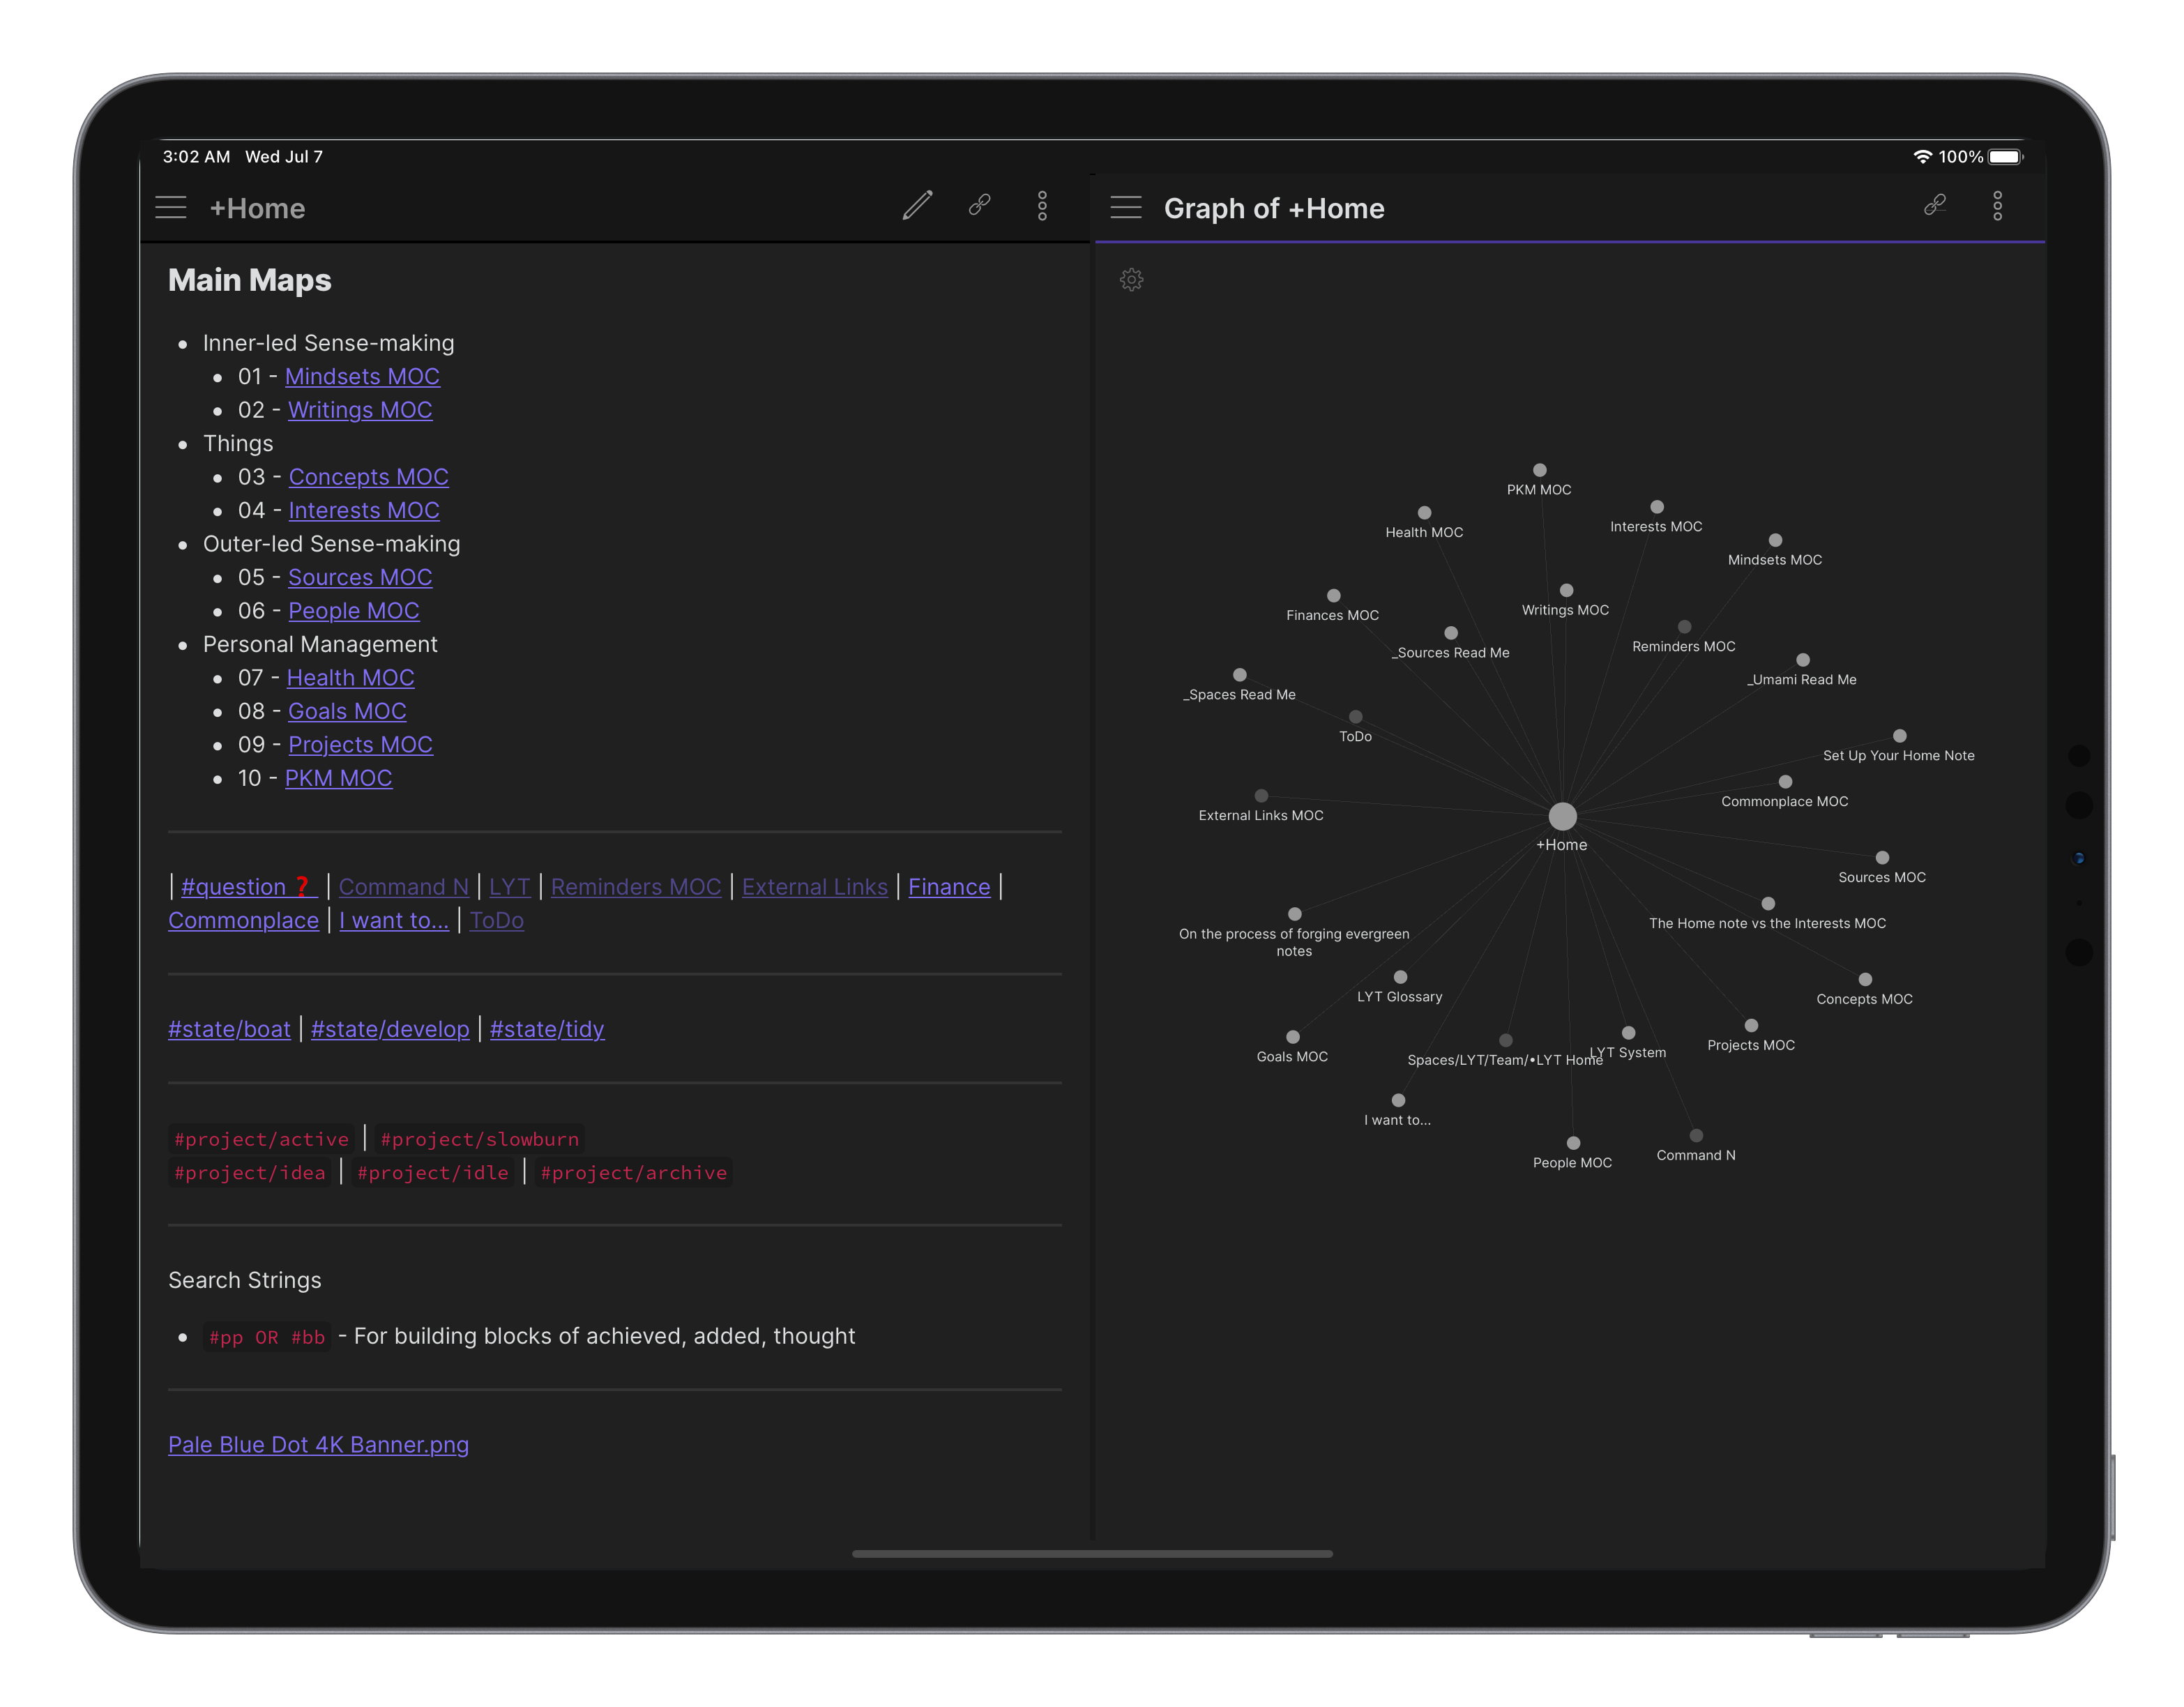 3:02 AM Wed Jul 7
100%
+Home
Main Maps
Inner-led Sense-making
01 - Mindsets MOC
02 - Writings MOC
Things
03 - Concepts MOC
04 - Interests MOC
Outer-led Sense-making
05 - Sources MOC
06 - People MOC
Personal Management
07 - Health MOC
08 - Goals MOC
09 - Projects MOC
10 - PKM MOC
| #question❓ | Command N | LYT | Reminders MOC | External Links | Finance |
Commonplace | I want to... | ToDo
#state/boat | #state/develop | #state/tidy
#project/active | #project/slowburn
#project/idea | #project/idle | #project/archive
Search Strings
#pp OR #bb - For building blocks of achieved, added, thought
Pale Blue Dot 4K Banner.png
Graph of +Home
PKM MOC
Health MOC
Interests MOC
Mindsets MOC
Finances MOC
Writings MOC
_Sources Read Me
Reminders MOC
_Spaces Read Me
_Umami Read Me
ToDo
Set Up Your Home Note
External Links MOC
Commonplace MOC
+Home
Sources MOC
On the process of forging evergreen
notes
The Home note vs the Interests MOC
LYT Glossary
Concepts MOC
Goals MOC
Spaces/LYT/Team/•LYT Home
LYT System
Projects MOC
I want to...
People MOC
Command N